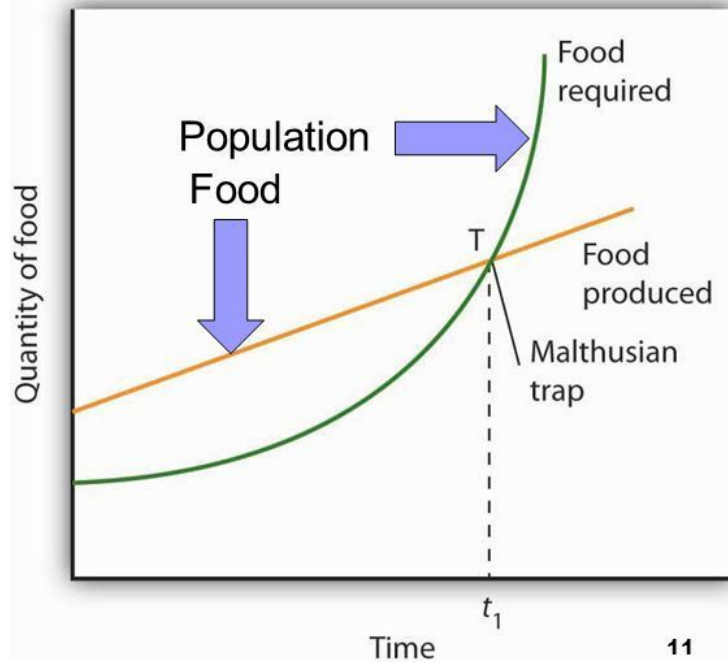 Food
required
Population
Food
Quantity of food
T
Food
produced
Malthusian
trap
t1
Time
11